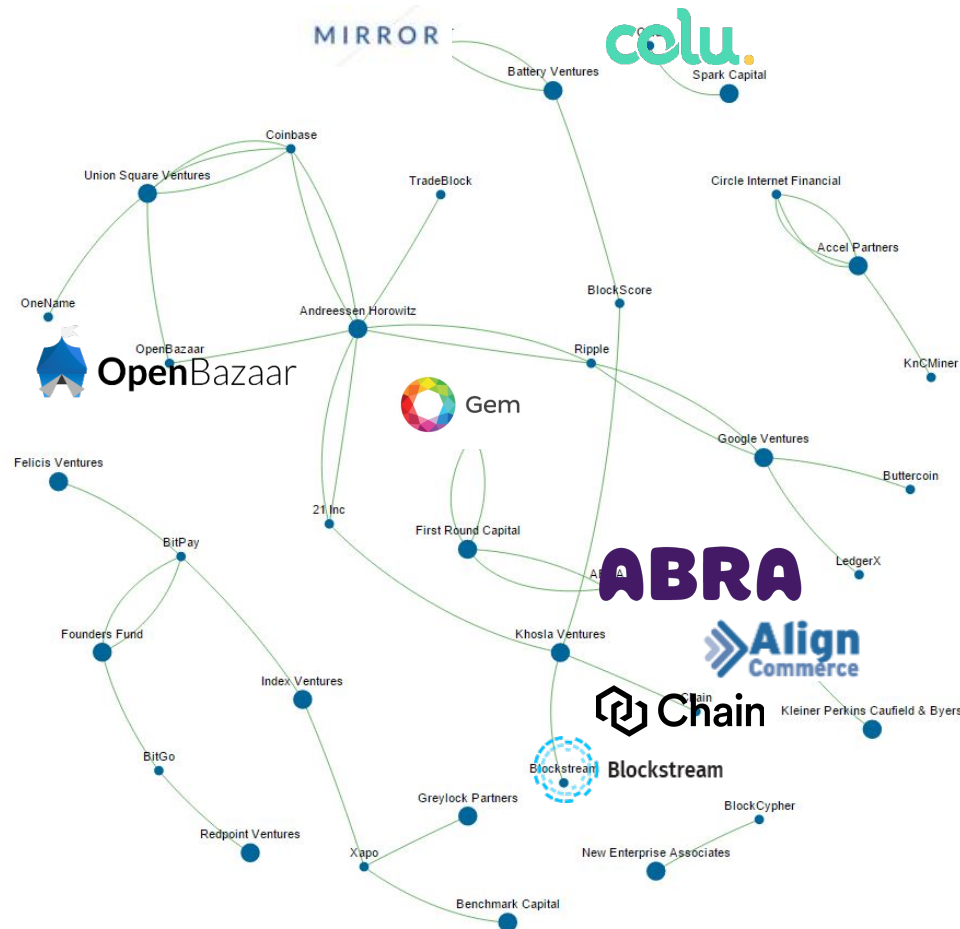 MIRROR
colu.
Battery Ventures
Spark Capital
Coinbase
Union Square Ventures
TradeBlock
Circle Internet Financial
Accel Partners
BlockScore
OneName
Andreessen Horowitz
OpenBazaar
Ripple
KnCMiner
OpenBazaar
Gem
Google Ventures
Felicis Ventures
Buttercoin
21 Inc
First Round Capital
BitPay
LedgerX
ABRA
Founders Fund
Khosla Ventures
Align
Commerce
Index Ventures
Chain
Chain
Kleiner Perkins Caufield & Byers
BitGo
Blockstream
Blockstream
Greylock Partners
BlockCypher
Redpoint Ventures
Xapo
New Enterprise Associates
Benchmark Capital